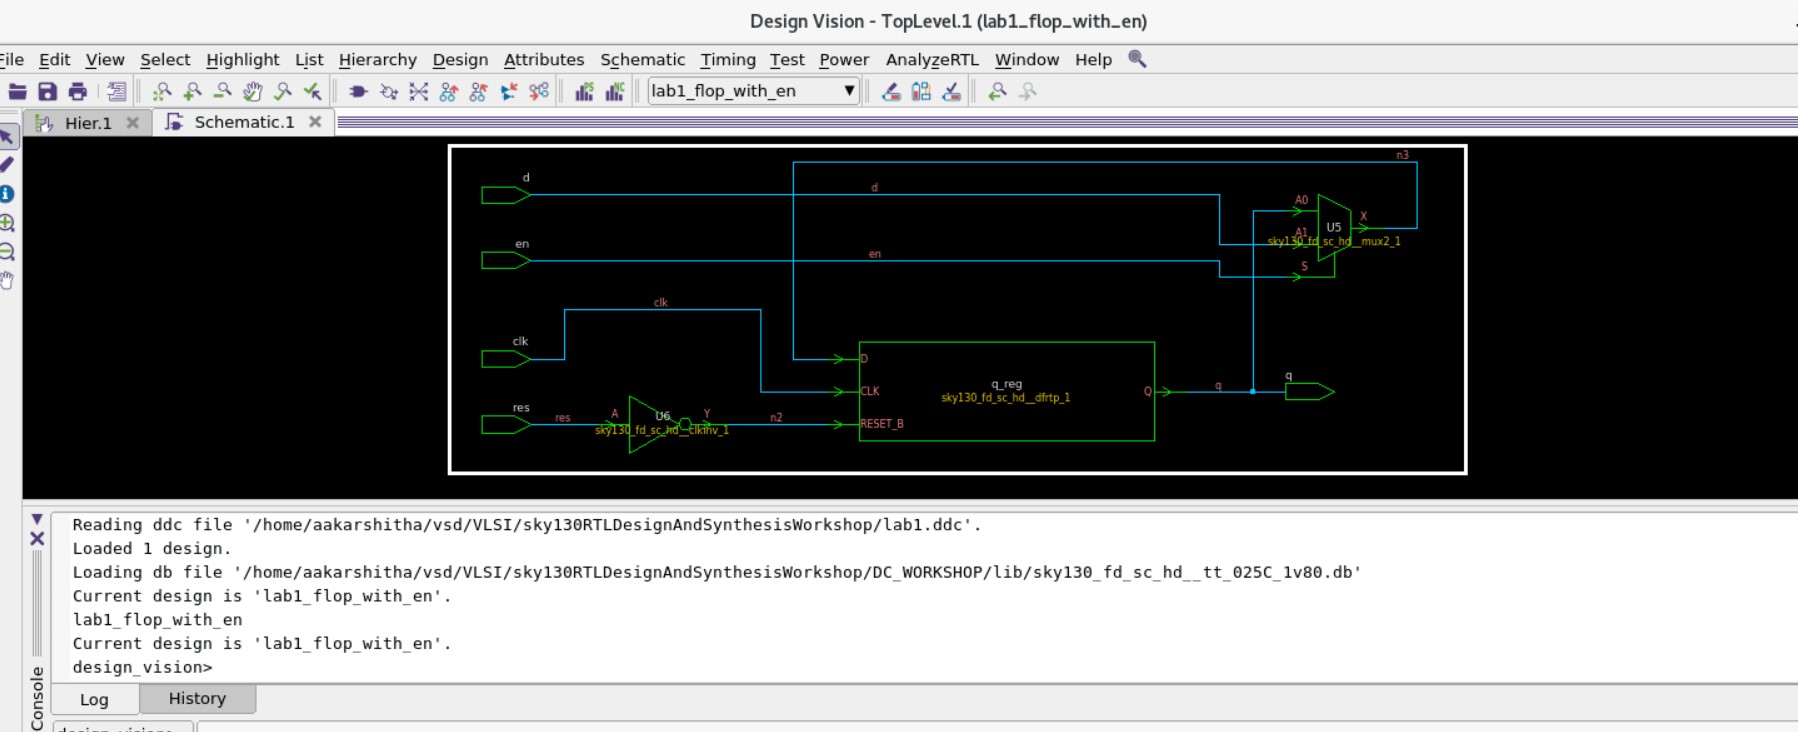 Design Vision - TopLevel.1 (lab1_flop_with_en)
File Edit View Select Highlight List Hierarchy Design Attributes Schematic Timing Test Power AnalyzeRTL Window Help
lab1_flop_with_en
Hier.1 Schematic.1
n3
d
d
A0
X
U5
A1
sky130_fd_sc_hd__mux2_1
en
en
S
clk
clk
D
q_reg
q
q
CLK
Q
sky130_fd_sc_hd__dfrtp_1
res
res
A
U6
Y
n2
RESET_B
sky130_fd_sc_hd__clkinv_1
Reading ddc file '/home/aakarshitha/vsd/VLSI/sky130RTLDesignAndSynthesisWorkshop/lab1.ddc'.
Loaded 1 design.
Loading db file '/home/aakarshitha/vsd/VLSI/sky130RTLDesignAndSynthesisWorkshop/DC_WORKSHOP/lib/sky130_fd_sc_hd__tt_025C_1v80.db'
Current design is 'lab1_flop_with_en'.
lab1_flop_with_en
Current design is 'lab1_flop_with_en'.
design_vision>
Console
Log History